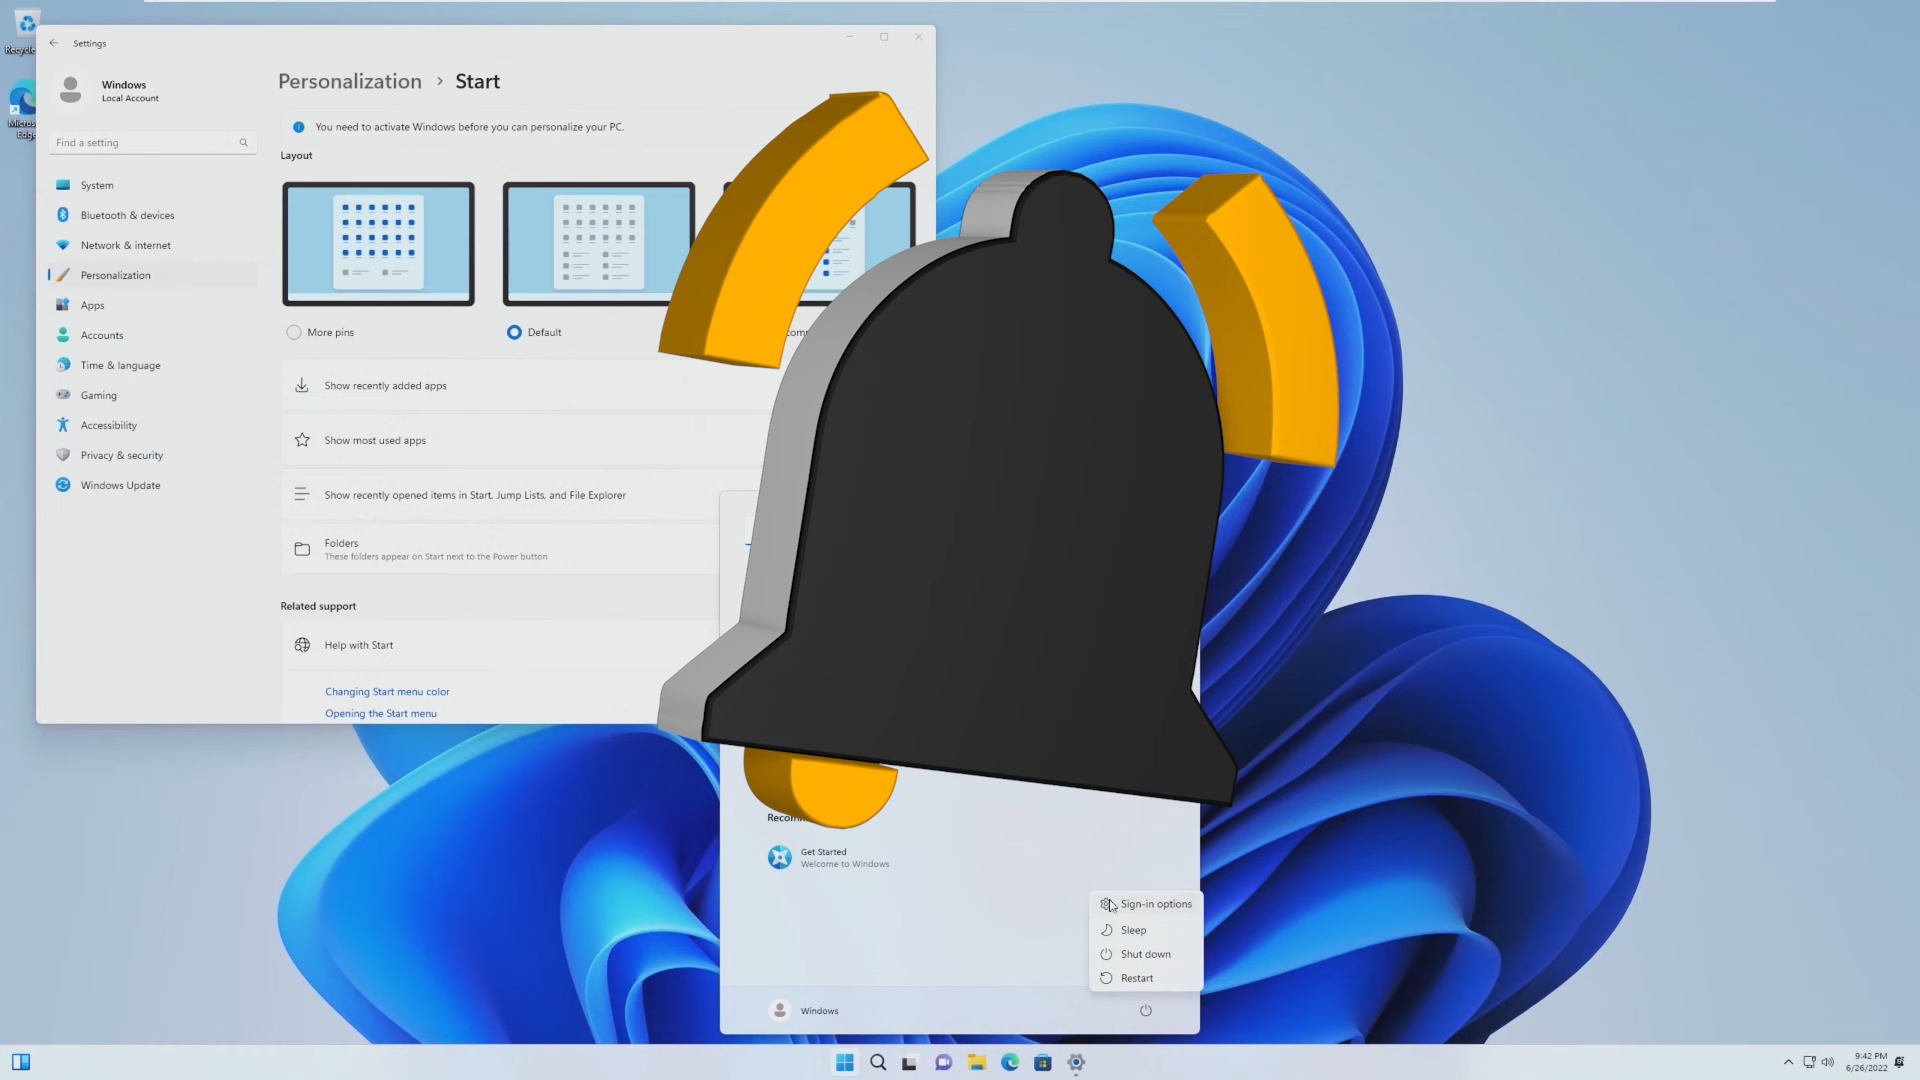 Settings
Windows
Local Account
Find a setting
System
Bluetooth & devices
Network & internet
Personalization
Apps
Accounts
Time & language
Gaming
Accessibility
Privacy & security
Windows Update
Personalization > Start
You need to activate Windows before you can personalize your PC.
Layout
More pins
Default
Show recently added apps
Show most used apps
Show recently opened items in Start, Jump Lists, and File Explorer
Folders
These folders appear on Start next to the Power button
Related support
Help with Start
Changing Start menu color
Opening the Start menu
Get Started
Welcome to Windows
Sign-in options
Sleep
Shut down
Restart
Windows
9:42 PM
6/26/2022